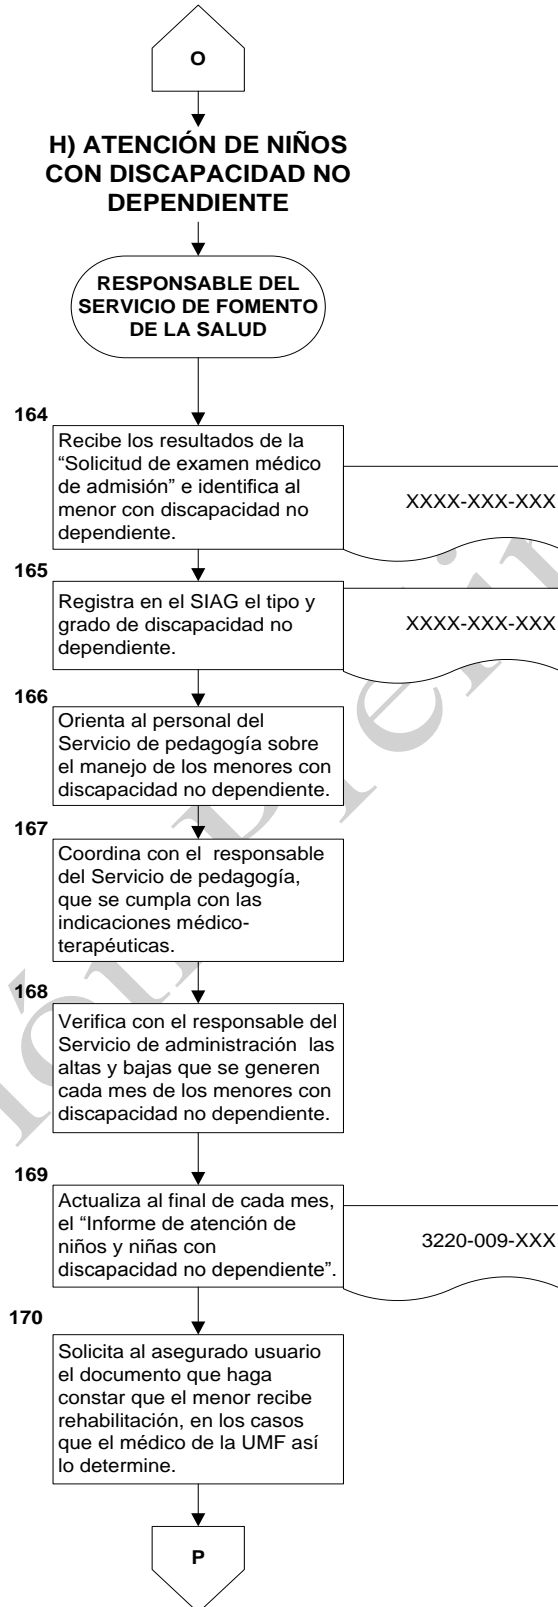 O
H) ATENCIÓN DE NIÑOS
CON DISCAPACIDAD NO
DEPENDIENTE
RESPONSABLE DEL
SERVICIO DE FOMENTO
DE LA SALUD
164
Recibe los resultados de la
“Solicitud de examen médico
de admisión” e identifica al
menor con discapacidad no
dependiente.
XXXX-XXX-XXX
165
Registra en el SIAG el tipo y
grado de discapacidad no
dependiente.
XXXX-XXX-XXX
166
Orienta al personal del
Servicio de pedagogía sobre
el manejo de los menores con
discapacidad no dependiente.
167
Coordina con el responsable
del Servicio de pedagogía,
que se cumpla con las
indicaciones médico-
terapéuticas.
168
Verifica con el responsable del
Servicio de administración las
altas y bajas que se generen
cada mes de los menores con
discapacidad no dependiente.
169
Actualiza al final de cada mes,
el “Informe de atención de
niños y niñas con
discapacidad no dependiente”.
3220-009-XXX
170
Solicita al asegurado usuario
el documento que haga
constar que el menor recibe
rehabilitación, en los casos
que el médico de la UMF así
lo determine.
P